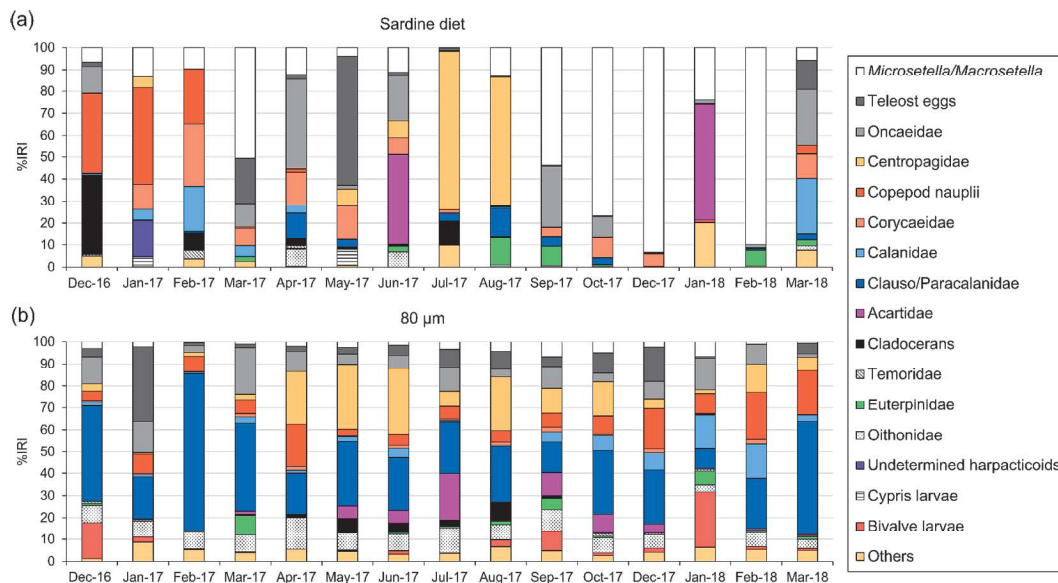 (a)
Sardine diet
100
90
80
70
60
50
40
30
20
10
0
%IRI
Dec-16 Jan-17 Feb-17 Mar-17 Apr-17 May-17 Jun-17 Jul-17 Aug-17 Sep-17 Oct-17 Dec-17 Jan-18 Feb-18 Mar-18
(b)
80 µm
100
90
80
70
60
50
40
30
20
10
0
%IRI
Dec-16 Jan-17 Feb-17 Mar-17 Apr-17 May-17 Jun-17 Jul-17 Aug-17 Sep-17 Oct-17 Dec-17 Jan-18 Feb-18 Mar-18
Microsetella/Macrosetella
Teleost eggs
Oncaeidae
Centropagidae
Copepod nauplii
Corycaeidae
Calanidae
Clauso/Paracalanidae
Acartidae
Cladocerans
Temoridae
Euterpinidae
Oithonidae
Undetermined harpacticoids
Cypris larvae
Bivalve larvae
Others